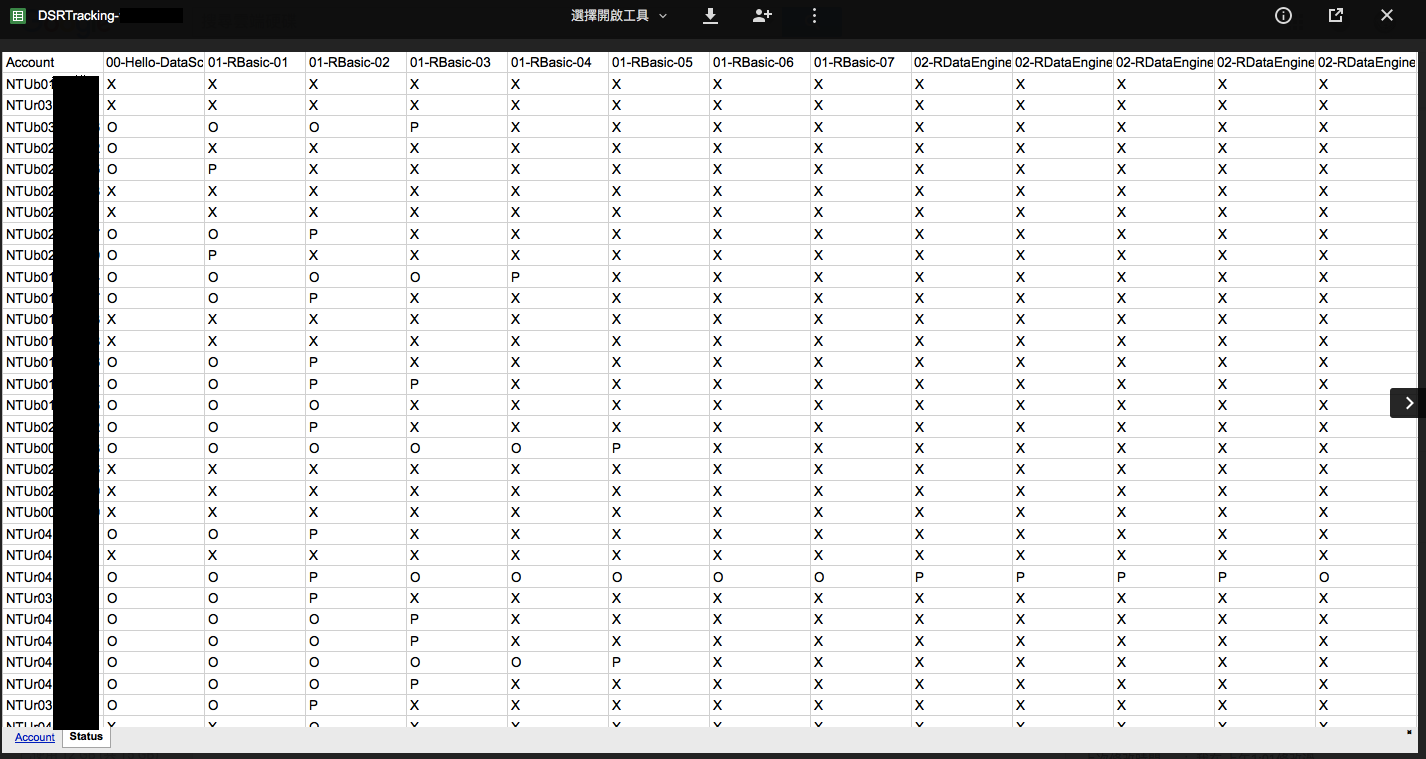 DSRTracking-
選擇開啟工具
Account 00-Hello-DataSc 01-RBasic-01 01-RBasic-02 01-RBasic-03 01-RBasic-04 01-RBasic-05 01-RBasic-06 01-RBasic-07 02-RDataEngine 02-RDataEngine 02-RDataEngine 02-RDataEngine 02-RDataEngine
NTUb01 X X X X X X X X X X X X X
NTUr03 X X X X X X X X X X X X X
NTUb03 O O O P X X X X X X X X X
NTUb02 O X X X X X X X X X X X X
NTUb02 O P X X X X X X X X X X X
NTUb02 X X X X X X X X X X X X X
NTUb02 X X X X X X X X X X X X X
NTUb02 O O P X X X X X X X X X X
NTUb02 O P X X X X X X X X X X X
NTUb01 O O O O P X X X X X X X X
NTUb01 O O P X X X X X X X X X X
NTUb01 X X X X X X X X X X X X X
NTUb01 X X X X X X X X X X X X X
NTUb01 O O P X X X X X X X X X X
NTUb01 O O P P X X X X X X X X X
NTUb01 O O O X X X X X X X X X X
NTUb02 O O P X X X X X X X X X X
NTUb00 O O O O O P X X X X X X X
NTUb02 X X X X X X X X X X X X X
NTUb02 X X X X X X X X X X X X X
NTUb00 X X X X X X X X X X X X X
NTUr04 O O P X X X X X X X X X X
NTUr04 X X X X X X X X X X X X X
NTUr04 O O P O O O O O P P P P O
NTUr03 O O P X X X X X X X X X X
NTUr04 O O O P X X X X X X X X X
NTUr04 O O O P X X X X X X X X X
NTUr04 O O O O O P X X X X X X X
NTUr04 O O O P X X X X X X X X X
NTUr03 O O P X X X X X X X X X X
NTUr04 X X O X X X X X X X X X X
Account Status